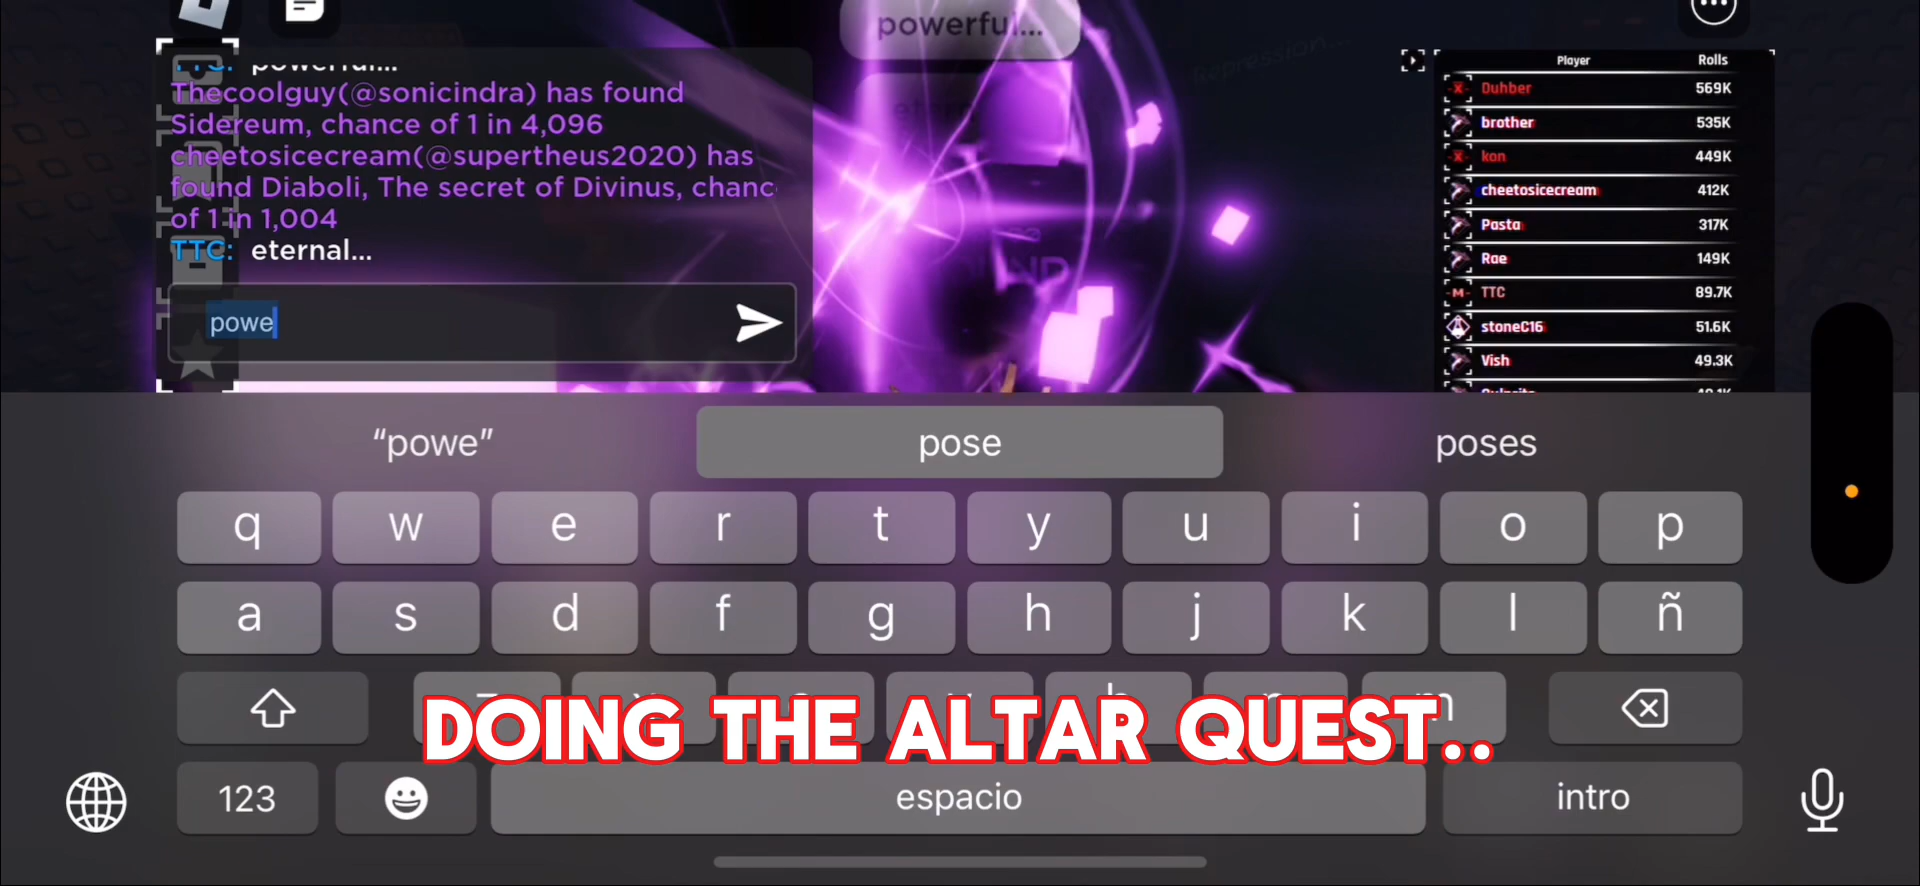 powerful...
TTC: powerful...
Thecoolguy(@sonicindra) has found
Sidereum, chance of 1 in 4,096
cheetosicecream(@supertheus2020) has
found Diaboli, The secret of Divinus, chanc
of 1 in 1,004
TTC: eternal...
powe
Repression...
Player Rolls
Duhber 569K
brother 535K
kon 449K
cheetosicecream 412K
Pasta 317K
Rae 149K
-M- TTC 89.7K
stoneC16 51.6K
Vish 49.3K
“powe” pose poses
q w e r t y u i o p
a s d f g h j k l ñ
DOING THE ALTAR QUEST..
123 espacio intro